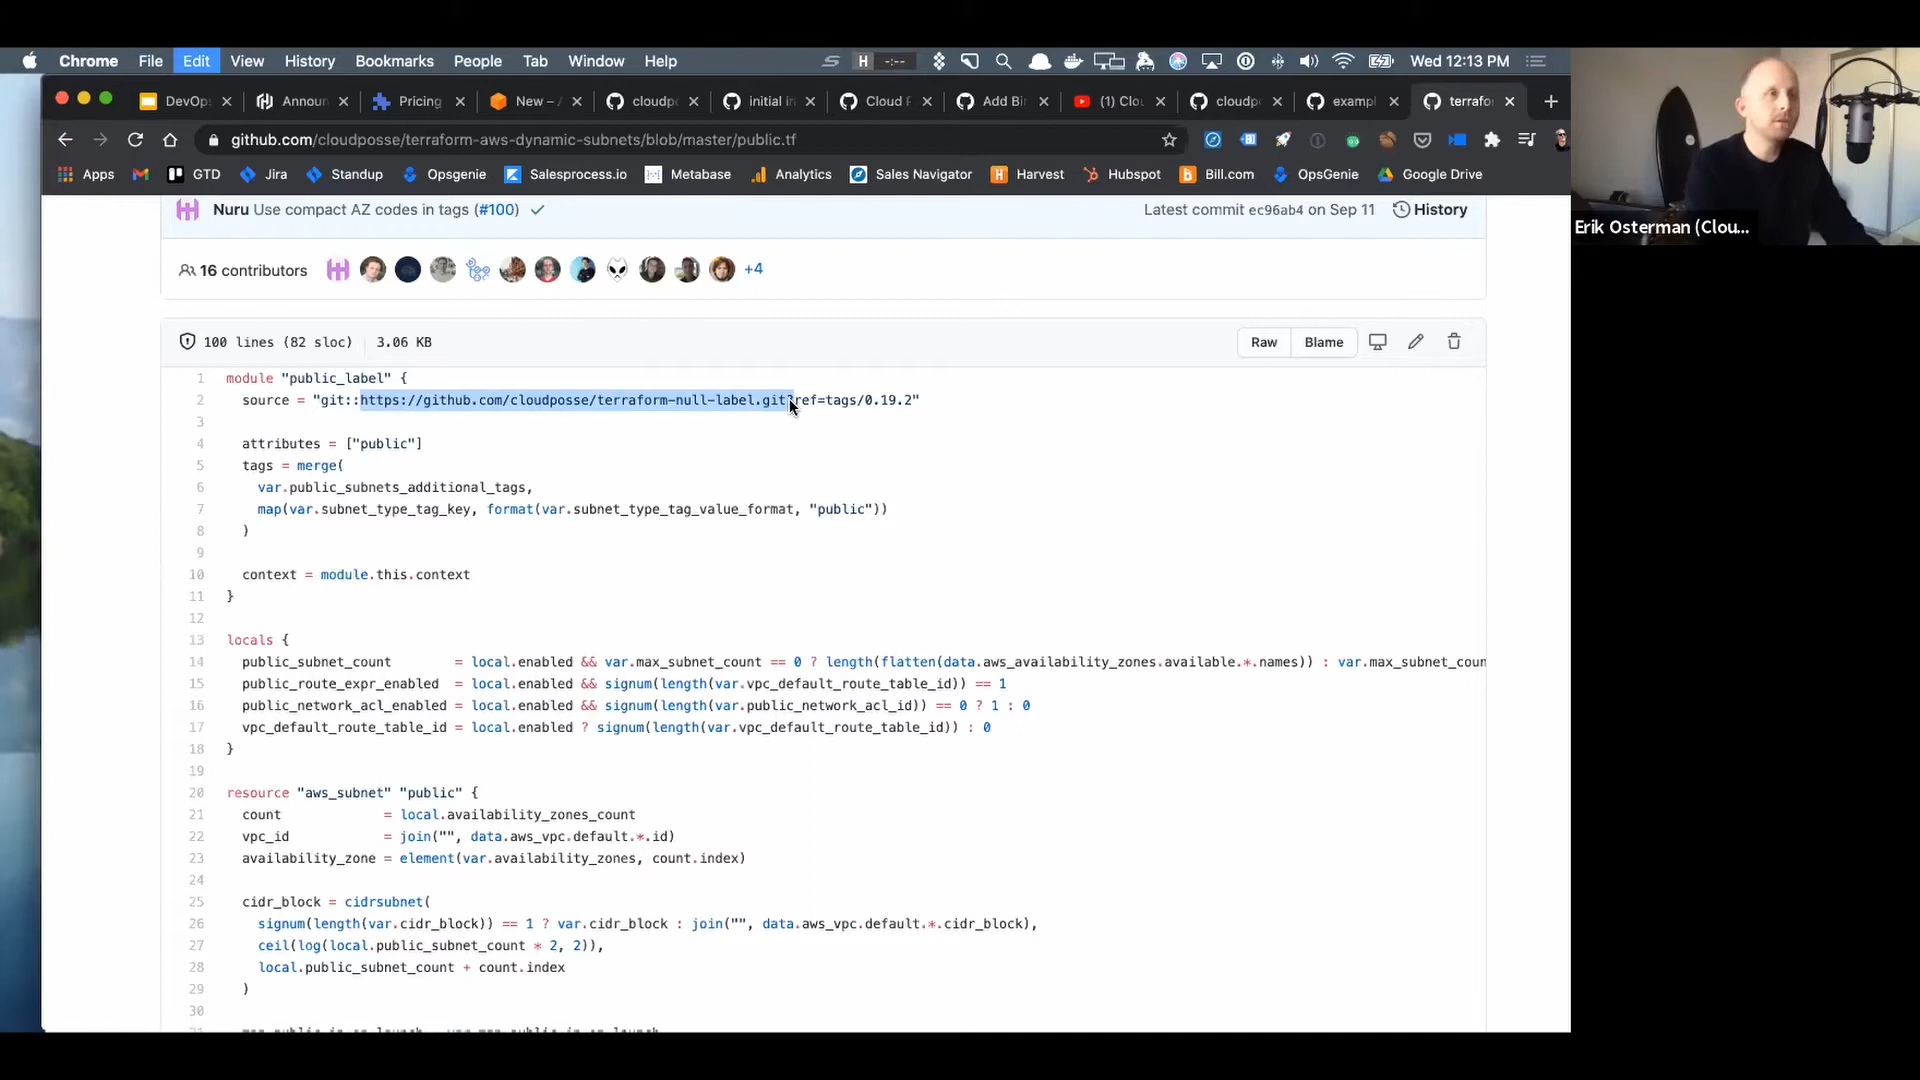 Chrome File Edit View History Bookmarks People Tab Window Help H -:-- Wed 12:13 PM
DevOp Announ Pricing New – cloudp initial in Cloud F Add Bi (1) Clou cloudp exampl terrafo
github.com/cloudposse/terraform-aws-dynamic-subnets/blob/master/public.tf
Apps GTD Jira Standup Opsgenie Salesprocess.io Metabase Analytics Sales Navigator Harvest Hubspot Bill.com OpsGenie Google Drive
Nuru Use compact AZ codes in tags (#100) Latest commit ec96ab4 on Sep 11 History
Erik Osterman (Clou...
16 contributors +4
100 lines (82 sloc) 3.06 KB Raw Blame
1 module "public_label" {
2 source = "git::https://github.com/cloudposse/terraform-null-label.git?ref=tags/0.19.2"
3
4 attributes = ["public"]
5 tags = merge(
6 var.public_subnets_additional_tags,
7 map(var.subnet_type_tag_key, format(var.subnet_type_tag_value_format, "public"))
8 )
9
10 context = module.this.context
11 }
12
13 locals {
14 public_subnet_count = local.enabled && var.max_subnet_count == 0 ? length(flatten(data.aws_availability_zones.available.*.names)) : var.max_subnet_coun
15 public_route_expr_enabled = local.enabled && signum(length(var.vpc_default_route_table_id)) == 1
16 public_network_acl_enabled = local.enabled && signum(length(var.public_network_acl_id)) == 0 ? 1 : 0
17 vpc_default_route_table_id = local.enabled ? signum(length(var.vpc_default_route_table_id)) : 0
18 }
19
20 resource "aws_subnet" "public" {
21 count = local.availability_zones_count
22 vpc_id = join("", data.aws_vpc.default.*.id)
23 availability_zone = element(var.availability_zones, count.index)
24
25 cidr_block = cidrsubnet(
26 signum(length(var.cidr_block)) == 1 ? var.cidr_block : join("", data.aws_vpc.default.*.cidr_block),
27 ceil(log(local.public_subnet_count * 2, 2)),
28 local.public_subnet_count + count.index
29 )
30